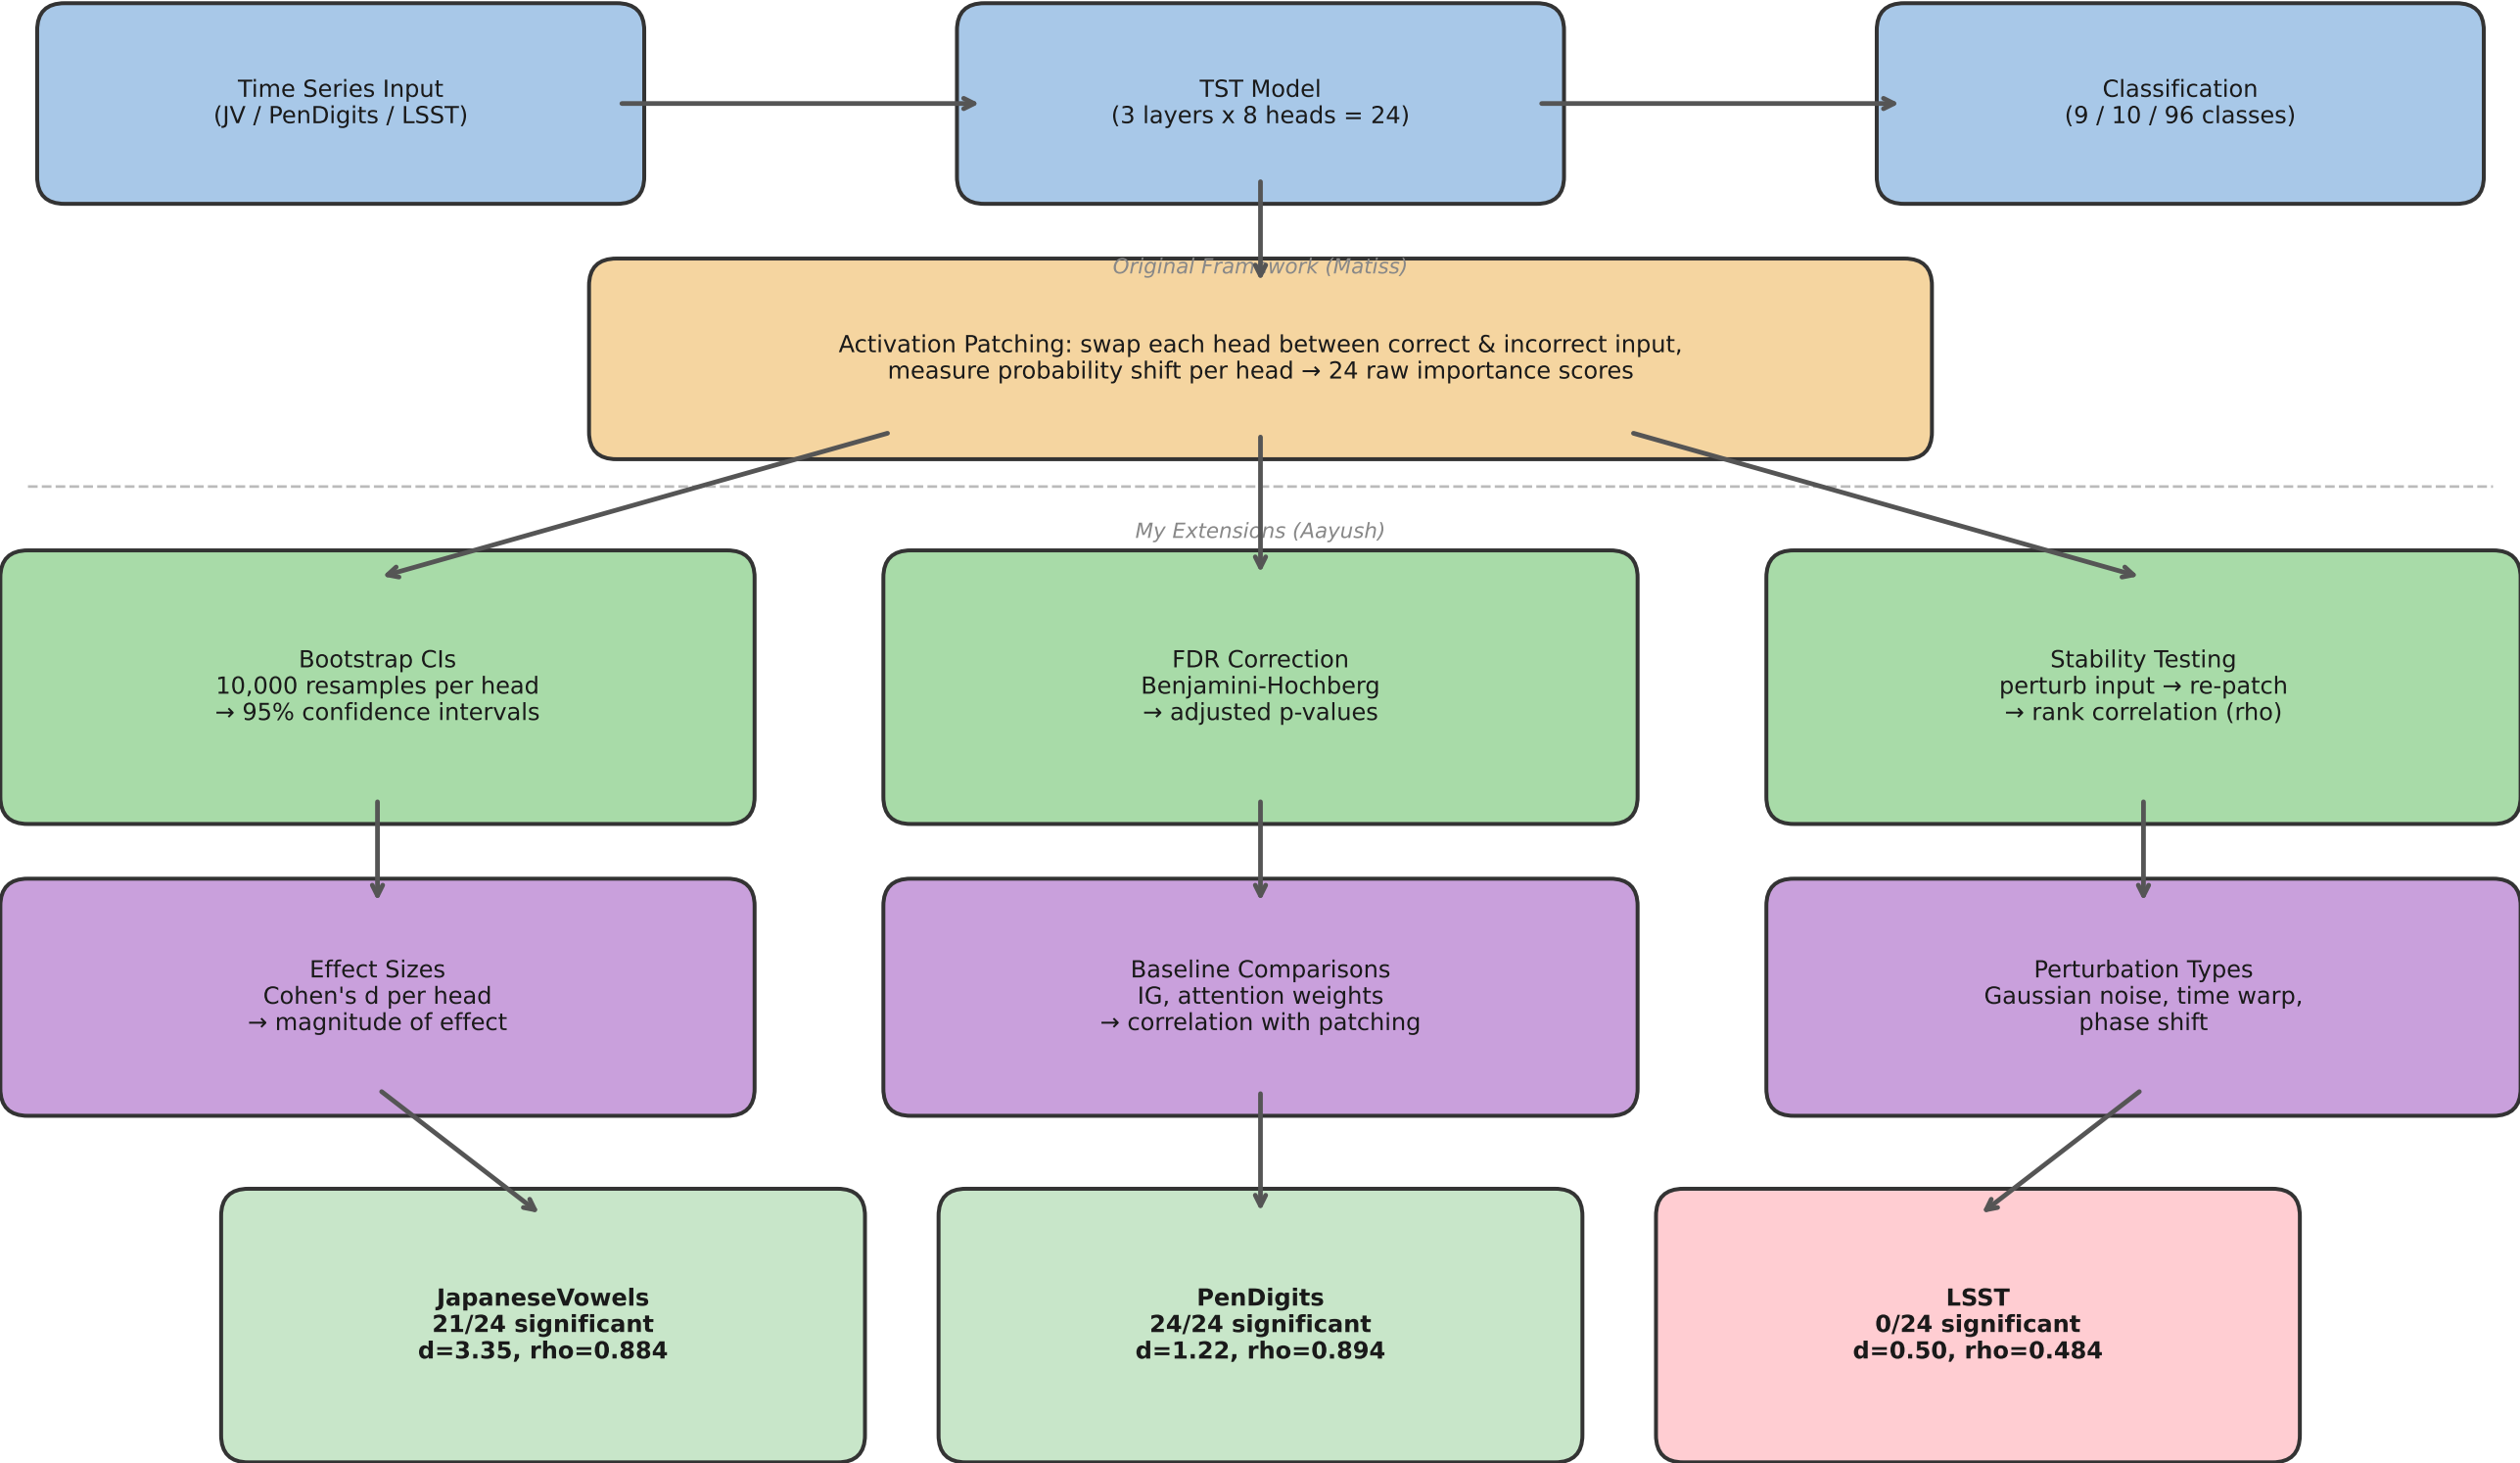 Time Series Input
(JV / PenDigits / LSST)
TST Model
(3 layers x 8 heads = 24)
Classification
(9 / 10 / 96 classes)
Original Framework (Matiss)
Activation Patching: swap each head between correct & incorrect input,
measure probability shift per head → 24 raw importance scores
My Extensions (Aayush)
Bootstrap CIs
10,000 resamples per head
→ 95% confidence intervals
FDR Correction
Benjamini-Hochberg
→ adjusted p-values
Stability Testing
perturb input → re-patch
→ rank correlation (rho)
Effect Sizes
Cohen's d per head
→ magnitude of effect
Baseline Comparisons
IG, attention weights
→ correlation with patching
Perturbation Types
Gaussian noise, time warp,
phase shift
JapaneseVowels
21/24 significant
d=3.35, rho=0.884
PenDigits
24/24 significant
d=1.22, rho=0.894
LSST
0/24 significant
d=0.50, rho=0.484